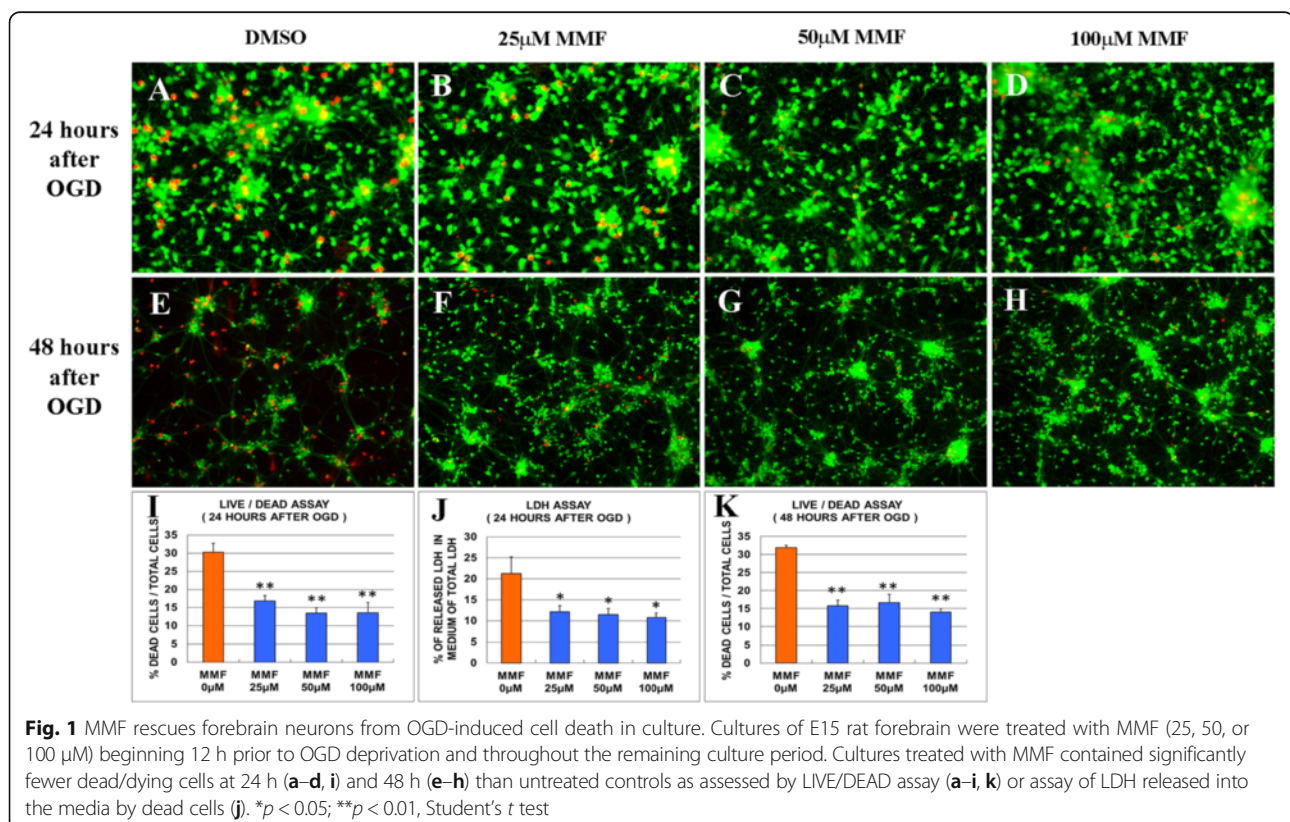 DMSO 25µM MMF 50µM MMF 100µM MMF
24 hours
after
OGD
A B C D
48 hours
after
OGD
E F G H
I
LIVE / DEAD ASSAY
( 24 HOURS AFTER OGD )
% DEAD CELLS / TOTAL CELLS
35
30
25
20
15
10
5
0
** ** **
MMF MMF MMF MMF
0µM 25µM 50µM 100µM
J
LDH ASSAY
( 24 HOURS AFTER OGD )
% OF RELEASED LDH IN
MEDIUM OF TOTAL LDH
30
25
20
15
10
5
0
* * *
MMF MMF MMF MMF
0µM 25µM 50µM 100µM
K
LIVE / DEAD ASSAY
( 48 HOURS AFTER OGD )
% DEAD CELLS / TOTAL CELLS
35
30
25
20
15
10
5
0
** ** **
MMF MMF MMF MMF
0µM 25µM 50µM 100µM
Fig. 1 MMF rescues forebrain neurons from OGD-induced cell death in culture. Cultures of E15 rat forebrain were treated with MMF (25, 50, or
100 µM) beginning 12 h prior to OGD deprivation and throughout the remaining culture period. Cultures treated with MMF contained significantly
fewer dead/dying cells at 24 h (a–d, i) and 48 h (e–h) than untreated controls as assessed by LIVE/DEAD assay (a–i, k) or assay of LDH released into
the media by dead cells (j). *p < 0.05; **p < 0.01, Student's t test